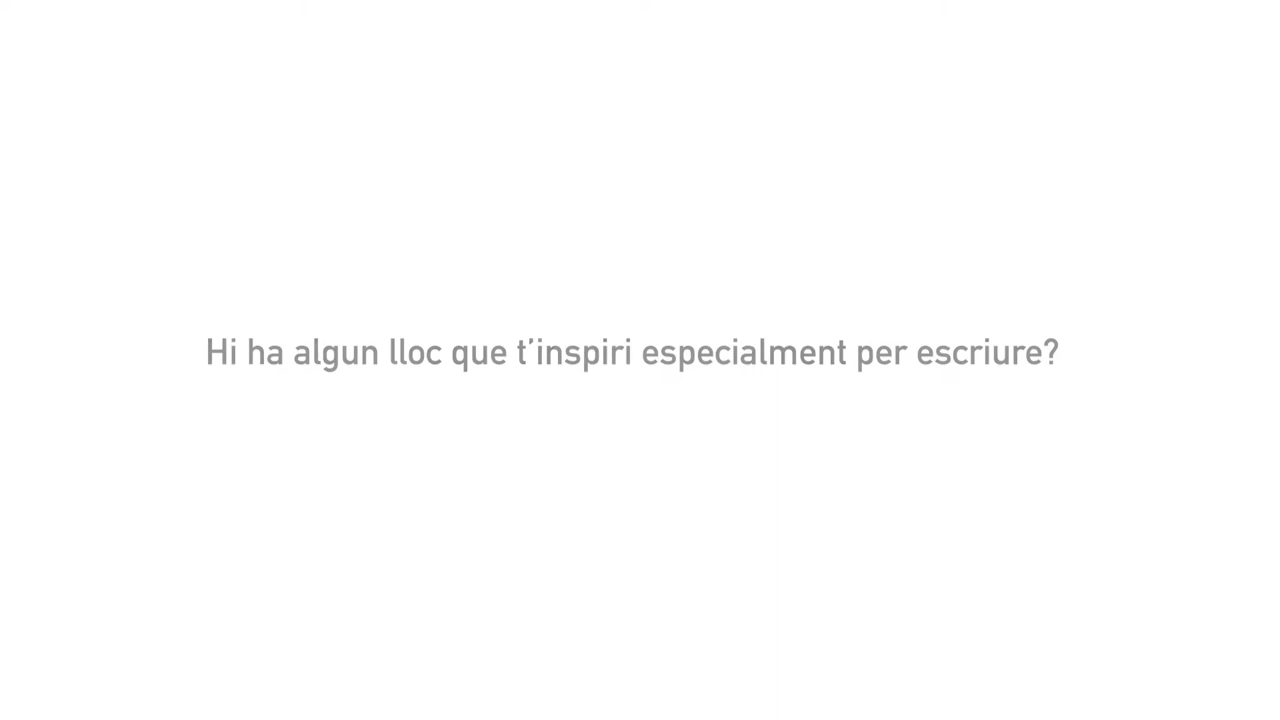 Hi ha algun lloc que t’inspiri especialment per escriure?